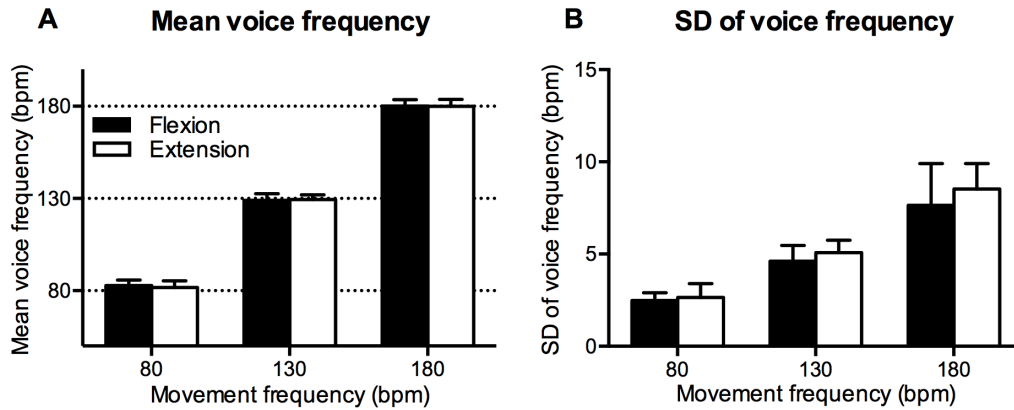 A
Mean voice frequency
Mean voice frequency (bpm)
180
130
80
Flexion
Extension
80
130
180
Movement frequency (bpm)
B
SD of voice frequency
SD of voice frequency (bpm)
15
10
5
0
80
130
180
Movement frequency (bpm)